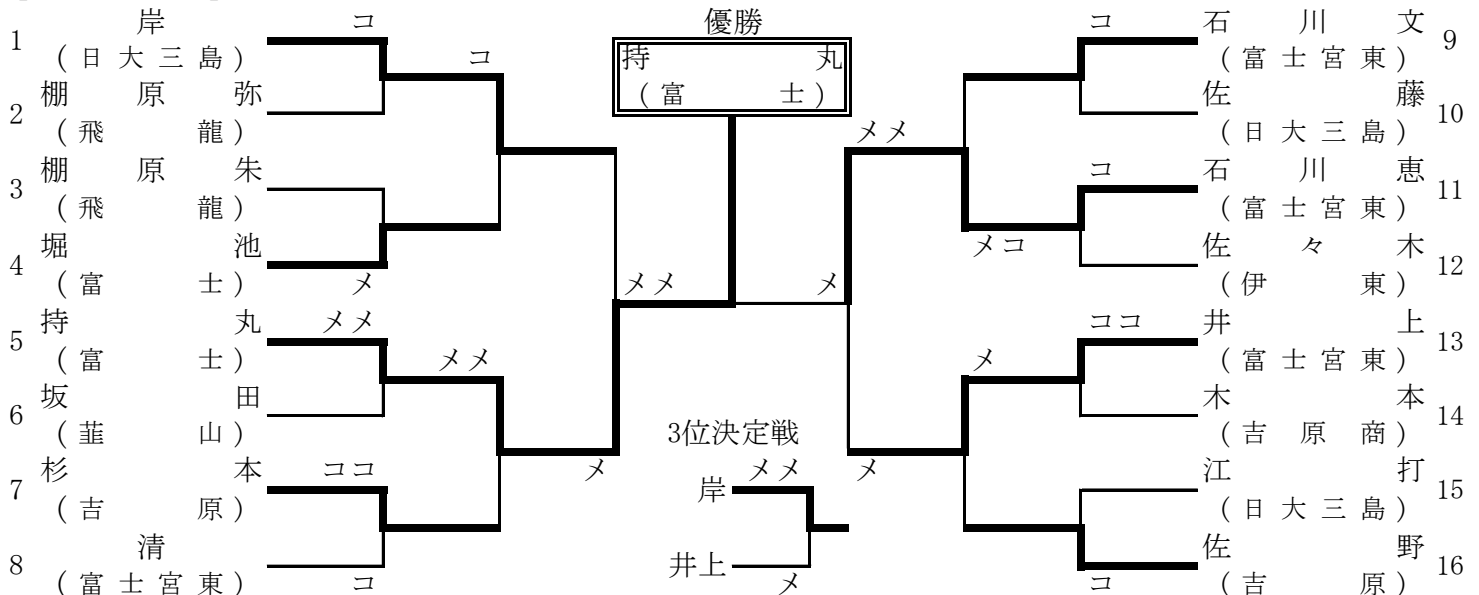 優勝
持丸
(富士)
1 岸 コ
(日大三島)
コ
2 棚原弥
(飛龍)
3 棚原朱
(飛龍)
4 堀池
(富士) メ
5 持丸 メメ
(富士)
メメ
6 坂田
(韮山)
7 杉本 ココ
(吉原)
8 清
(富士宮東) コ
メ
メメ
メ
コ 石川文 9
(富士宮東)
佐藤 10
(日大三島)
メメ
コ 石川恵 11
(富士宮東)
メコ
佐々木 12
(伊東)
ココ 井上 13
(富士宮東)
メ
木本 14
(吉原商)
メ
江打 15
(日大三島)
佐野 16
コ (吉原)
3位決定戦
岸 メメ
井上 メ